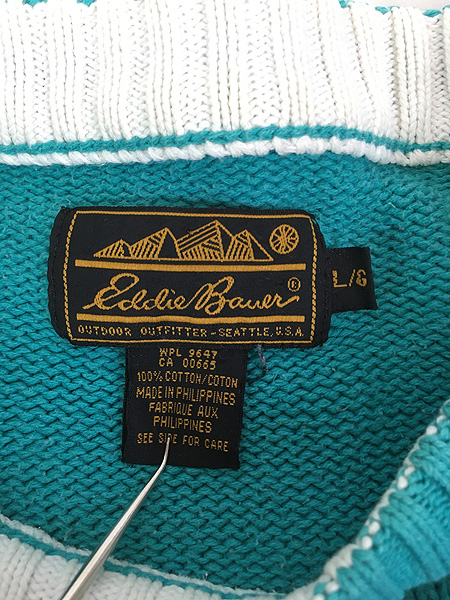 Eddie Bauer®
OUTDOOR OUTFITTER-SEATTLE, U.S.A.
L/G
WPL 9647
CA 00665
100% COTTON/COTON
MADE IN PHILIPPINES
FABRIQUE AUX
PHILIPPINES
SEE SIDE FOR CARE